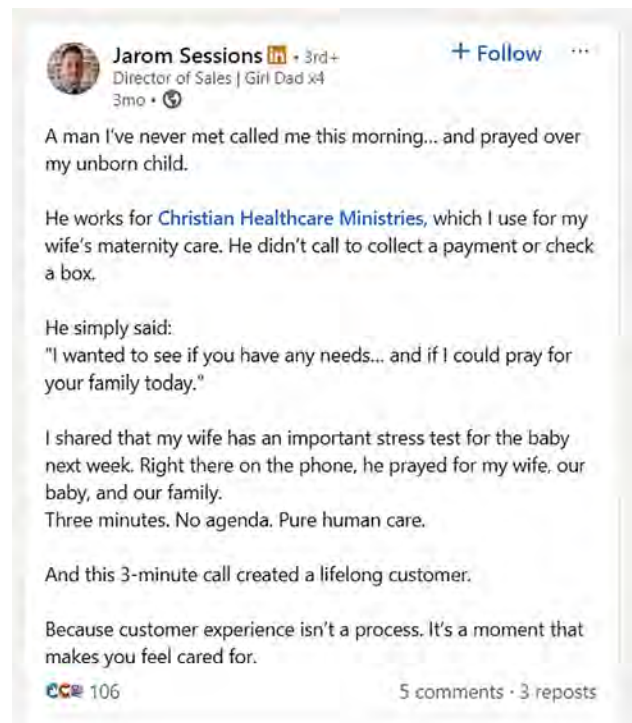 Jarom Sessions in • 3rd+
+ Follow ...
Director of Sales | Girl Dad x4
3mo •
A man I've never met called me this morning... and prayed over
my unborn child.
He works for Christian Healthcare Ministries, which I use for my
wife's maternity care. He didn't call to collect a payment or check
a box.
He simply said:
"I wanted to see if you have any needs... and if I could pray for
your family today."
I shared that my wife has an important stress test for the baby
next week. Right there on the phone, he prayed for my wife, our
baby, and our family.
Three minutes. No agenda. Pure human care.
And this 3-minute call created a lifelong customer.
Because customer experience isn't a process. It's a moment that
makes you feel cared for.
106
5 comments · 3 reposts